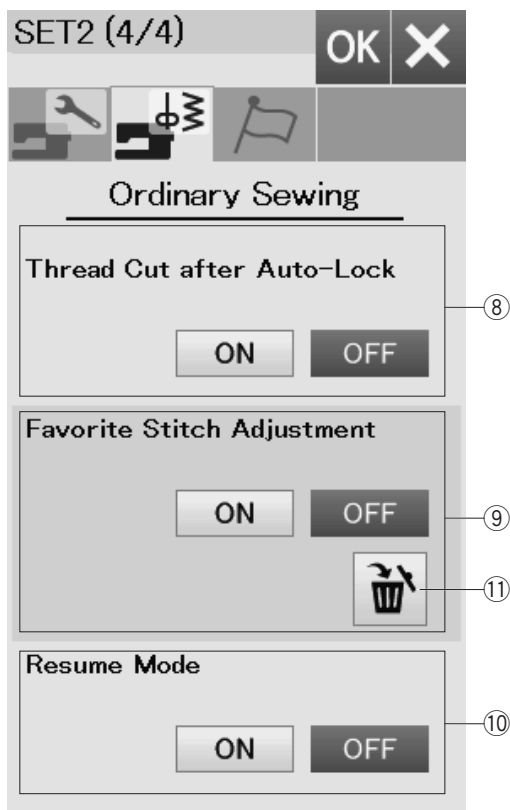 SET2 (4/4) OK
Ordinary Sewing
Thread Cut after Auto-Lock
⑧
ON OFF
Favorite Stitch Adjustment
ON OFF ⑨
⑪
Resume Mode
⑩
ON OFF